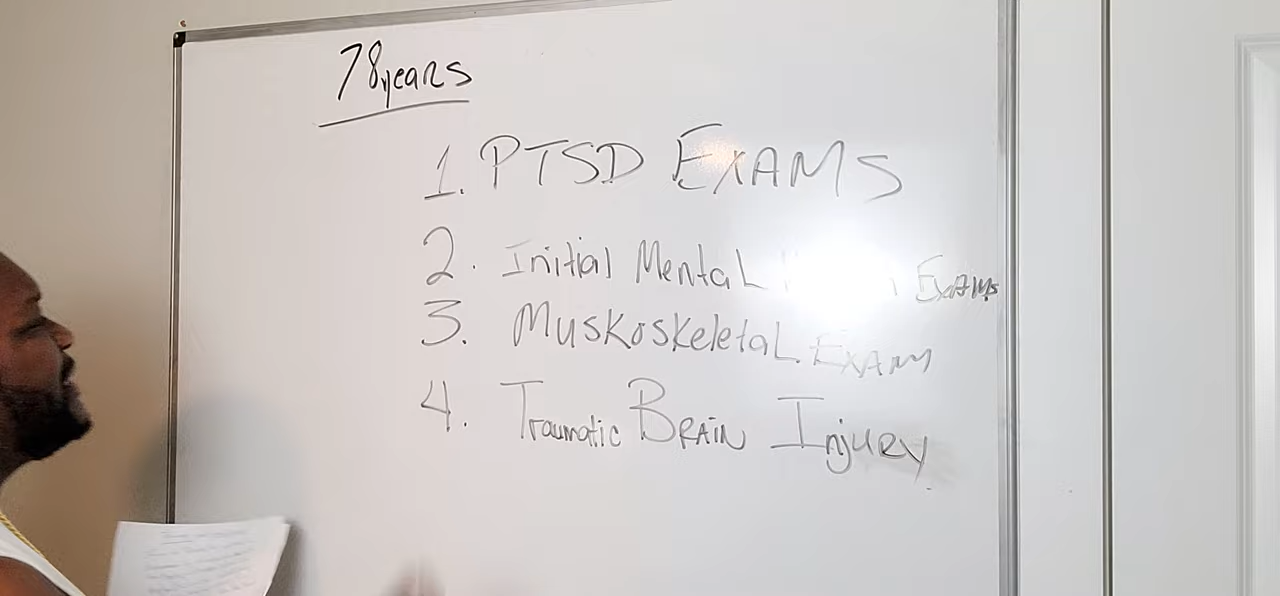 78years
1. PTSD EXAMS
2. Initial Mental Exams
3. Muskoskeletal Exam
4. Traumatic Brain Injury